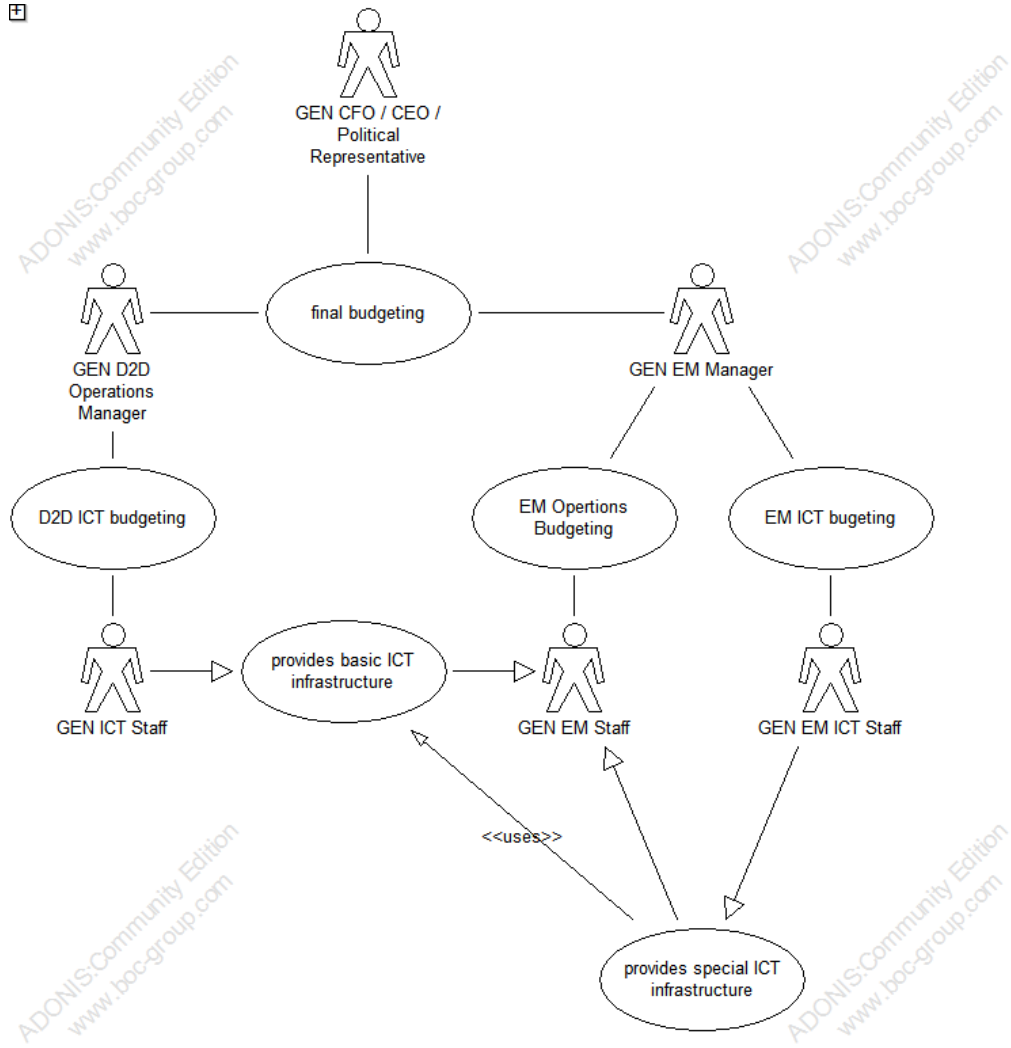 GEN CFO / CEO /
Political
Representative
ADONIS:Community Edition
www.boc-group.com
ADONIS:Community Edition
www.boc-group.com
final budgeting
GEN D2D
Operations
Manager
GEN EM Manager
D2D ICT budgeting
EM Opertions
Budgeting
EM ICT bugeting
GEN ICT Staff
provides basic ICT
infrastructure
GEN EM Staff
GEN EM ICT Staff
<<uses>>
ADONIS:Community Edition
www.boc-group.com
ADONIS:Community Edition
www.boc-group.com
provides special ICT
infrastructure